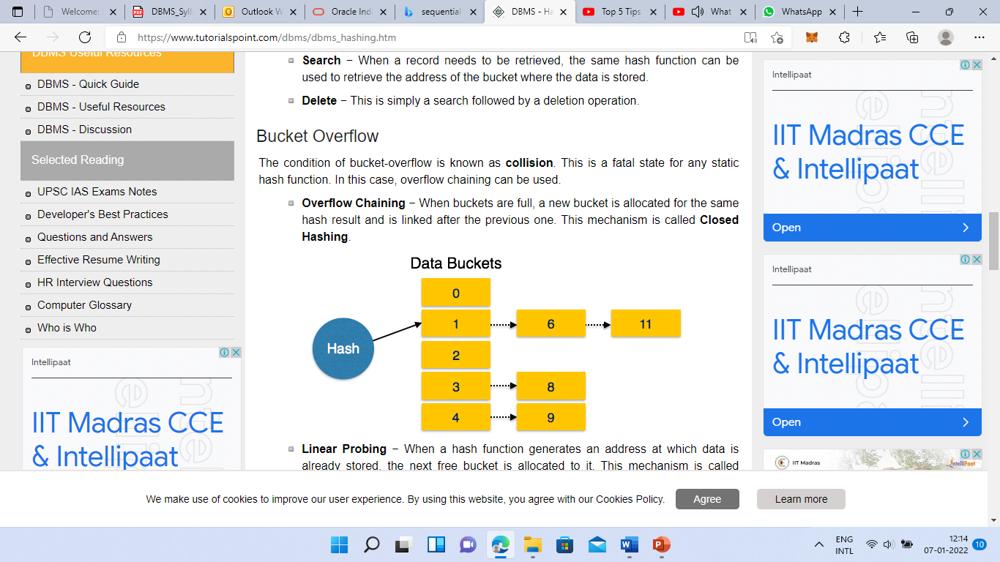 Welcome:
DBMS_Syll
Outlook W
Oracle Indi
sequential
DBMS - Ha
Top 5 Tips
What
WhatsApp
https://www.tutorialspoint.com/dbms/dbms_hashing.htm
DBMS Useful Resources
DBMS - Quick Guide
DBMS - Useful Resources
DBMS - Discussion
Selected Reading
UPSC IAS Exams Notes
Developer's Best Practices
Questions and Answers
Effective Resume Writing
HR Interview Questions
Computer Glossary
Who is Who
Intellipaat
IIT Madras CCE
& Intellipaat
Search − When a record needs to be retrieved, the same hash function can be
used to retrieve the address of the bucket where the data is stored.
Delete − This is simply a search followed by a deletion operation.
Bucket Overflow
The condition of bucket-overflow is known as collision. This is a fatal state for any static
hash function. In this case, overflow chaining can be used.
Overflow Chaining − When buckets are full, a new bucket is allocated for the same
hash result and is linked after the previous one. This mechanism is called Closed
Hashing.
Data Buckets
Hash
0
1 6 11
2
3 8
4 9
Linear Probing − When a hash function generates an address at which data is
already stored, the next free bucket is allocated to it. This mechanism is called
Intellipaat
IIT Madras CCE
& Intellipaat
Open
Intellipaat
IIT Madras CCE
& Intellipaat
Open
IIT Madras
IntelliPaat
We make use of cookies to improve our user experience. By using this website, you agree with our Cookies Policy.
Agree
Learn more
ENG
INTL
12:14
07-01-2022
10